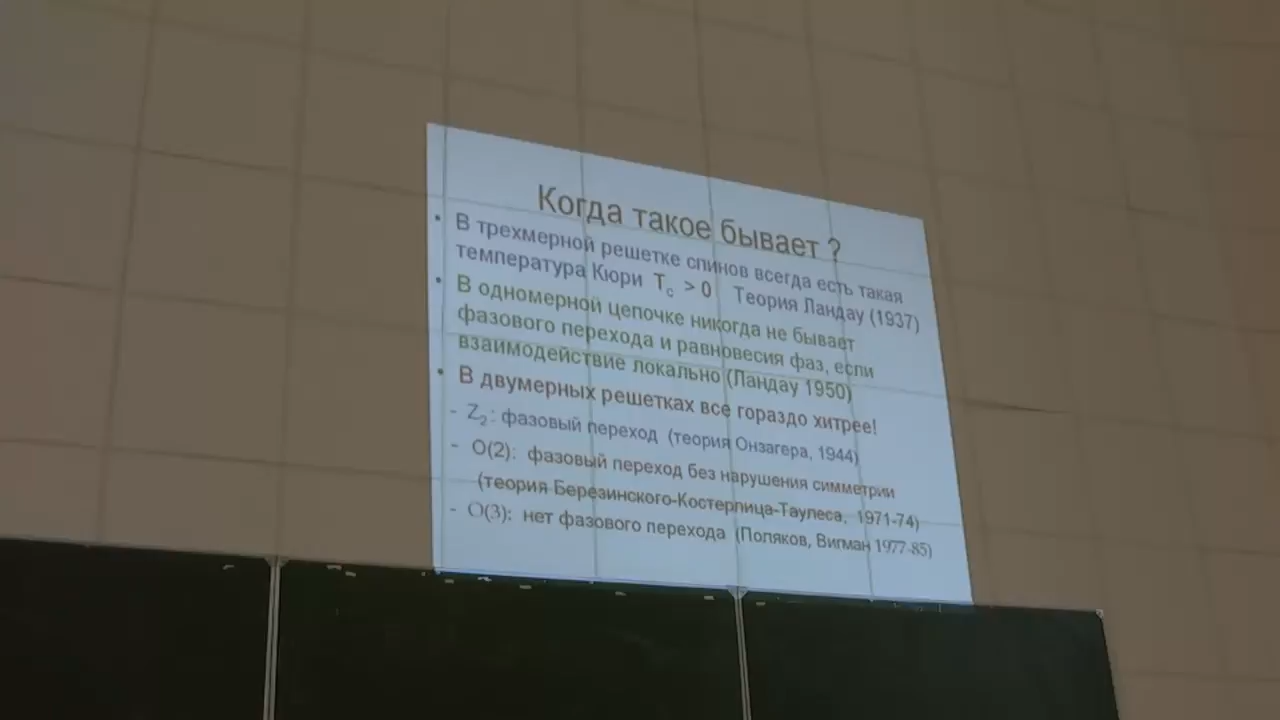 Когда такое бывает ?
• В трехмерной решетке спинов всегда есть такая
температура Кюри Tc > 0 Теория Ландау (1937)
• В одномерной цепочке никогда не бывает
фазового перехода и равновесия фаз, если
взаимодействие локально (Ландау 1950)
• В двумерных решетках все гораздо хитрее!
- Z2 : фазовый переход (теория Онзагера, 1944)
- O(2): фазовый переход без нарушения симметрии
(теория Березинского-Костерлица-Таулеса, 1971-74)
- O(3): нет фазового перехода (Поляков, Вигман 1977-85)